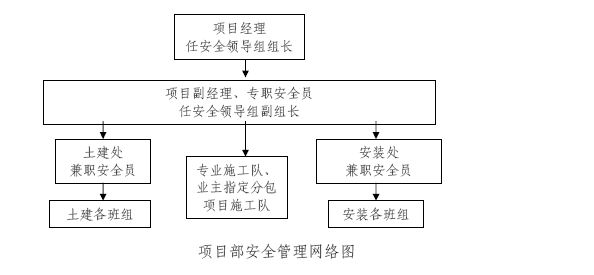 项目经理
任安全领导组组长
项目副经理、专职安全员
任安全领导组副组长
土建处
兼职安全员
专业施工队、
业主指定分包
项目施工队
安装处
兼职安全员
土建各班组
安装各班组
项目部安全管理网络图